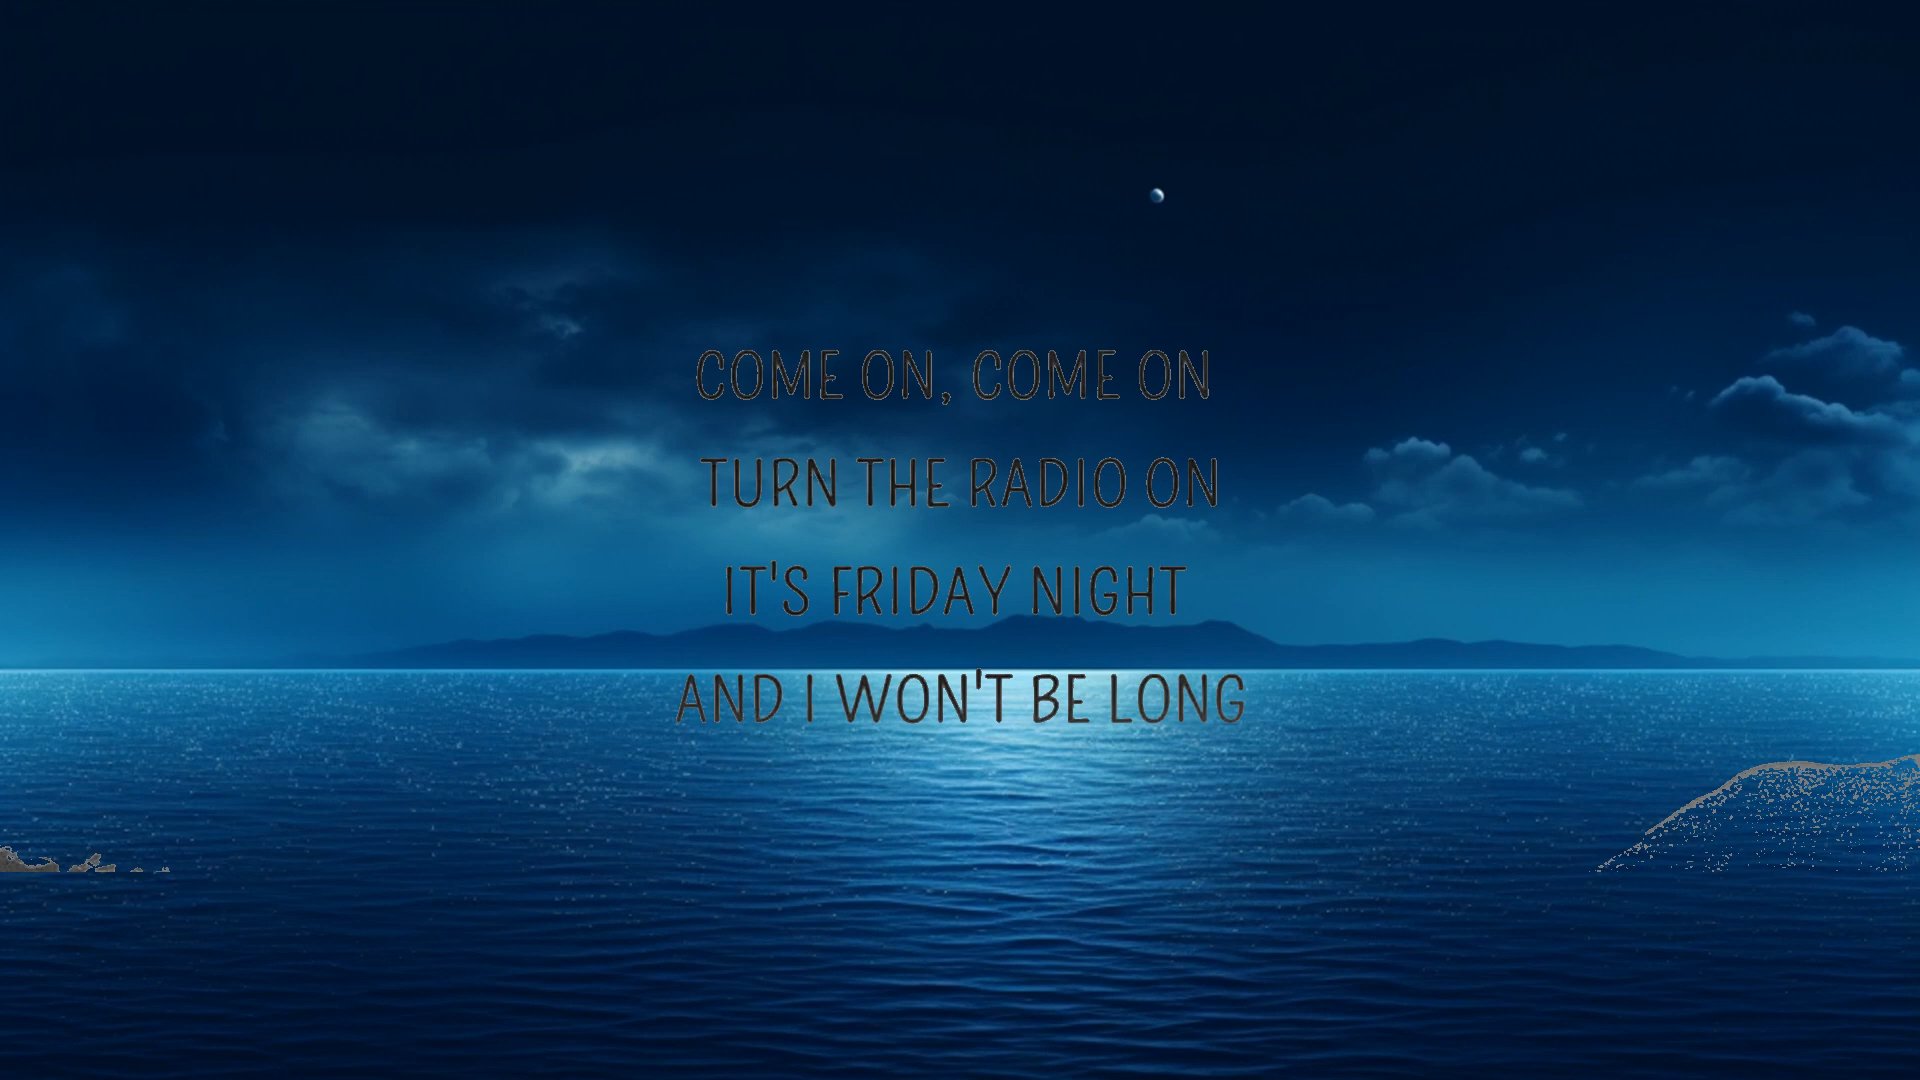 COME ON, COME ON
TURN THE RADIO ON
IT'S FRIDAY NIGHT
AND I WON'T BE LONG